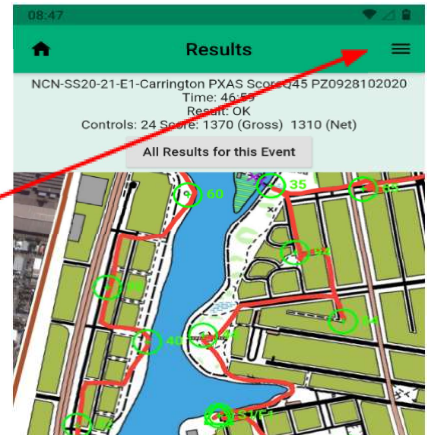 08:47
Results
NCN-SS20-21-E1-Carrington PXAS ScoreQ45 PZ0928102020
Time: 46:59
Result: OK
Controls: 24 Score: 1370 (Gross) 1310 (Net)
All Results for this Event
60
35
40